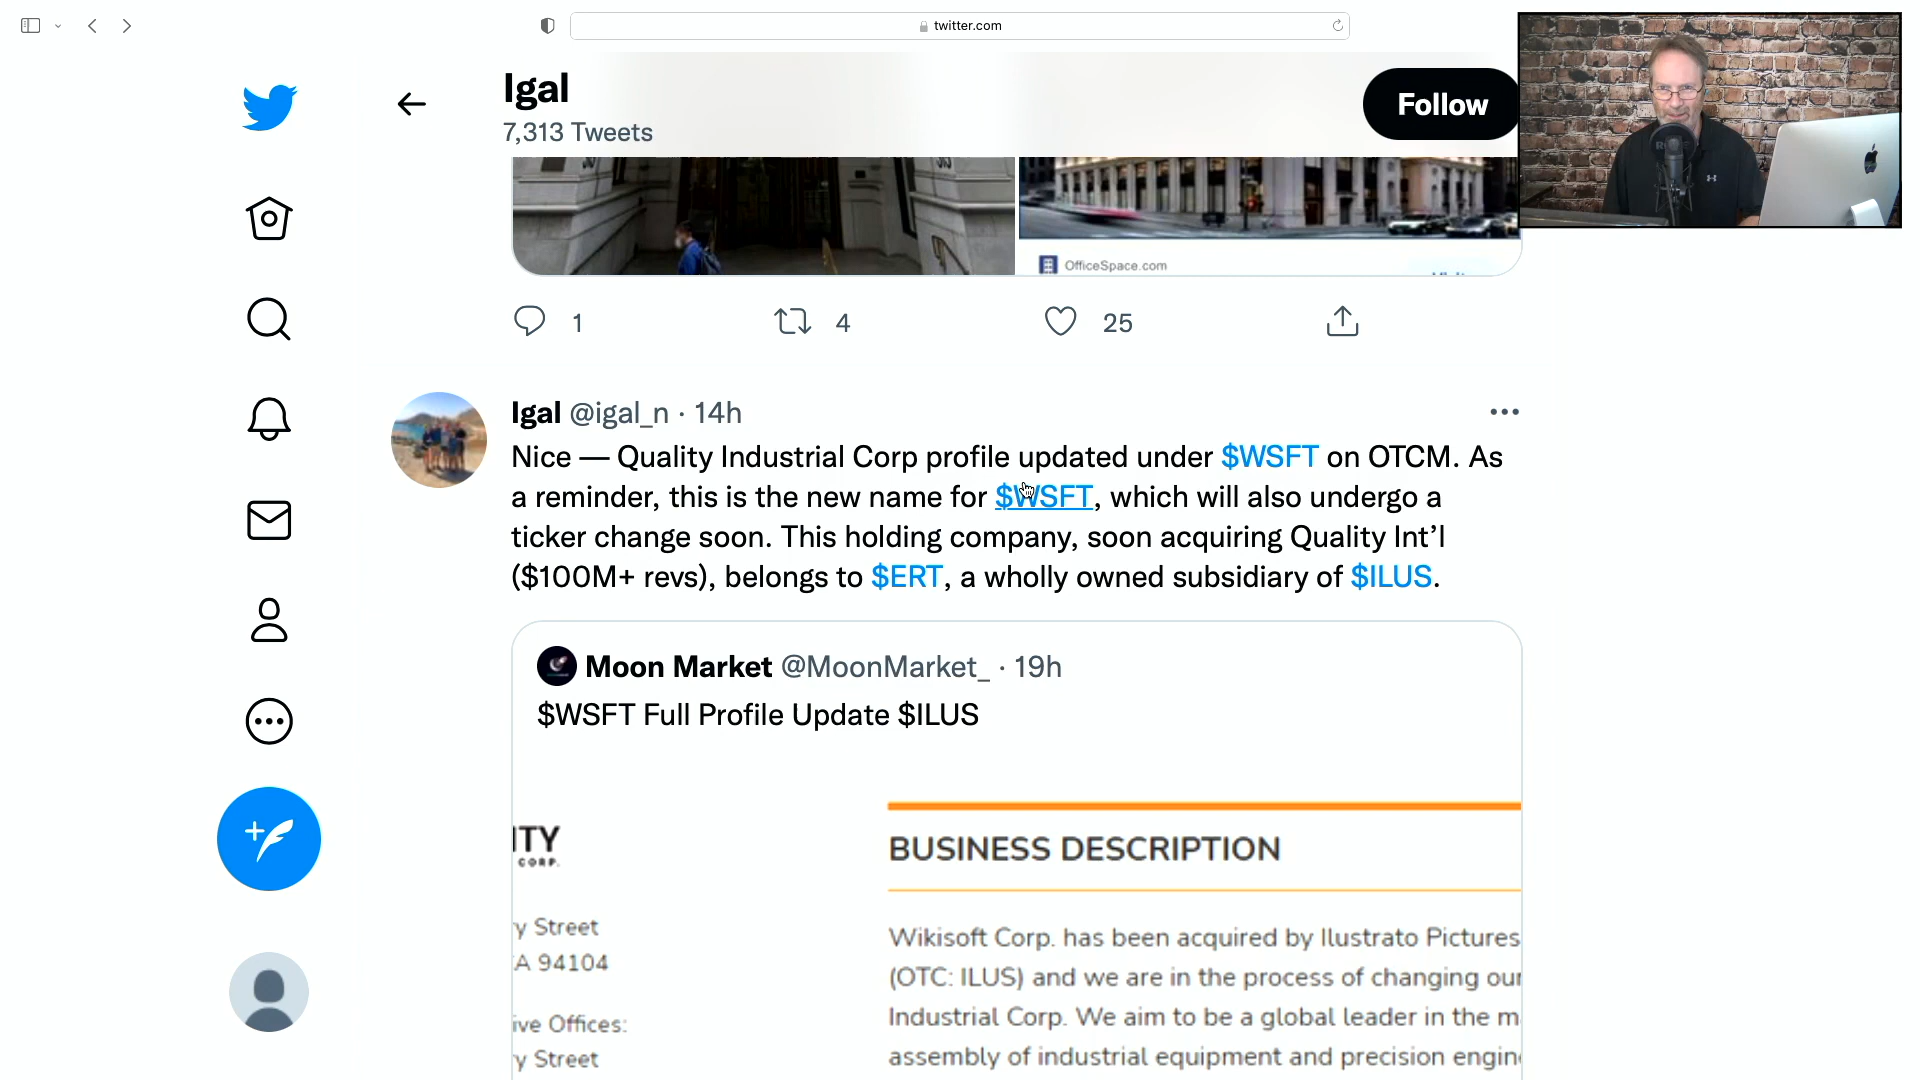 twitter.com
Igal
7,313 Tweets
Follow
OfficeSpace.com
1
4
25
Igal @igal_n · 14h
Nice — Quality Industrial Corp profile updated under $WSFT on OTCM. As
a reminder, this is the new name for $WSFT, which will also undergo a
ticker change soon. This holding company, soon acquiring Quality Int'l
($100M+ revs), belongs to $ERT, a wholly owned subsidiary of $ILUS.
Moon Market @MoonMarket_ · 19h
$WSFT Full Profile Update $ILUS
ITY
CORP.
BUSINESS DESCRIPTION
y Street
A 94104
ive Offices:
y Street
Wikisoft Corp. has been acquired by Ilustrato Pictures
(OTC: ILUS) and we are in the process of changing our
Industrial Corp. We aim to be a global leader in the m
assembly of industrial equipment and precision engin